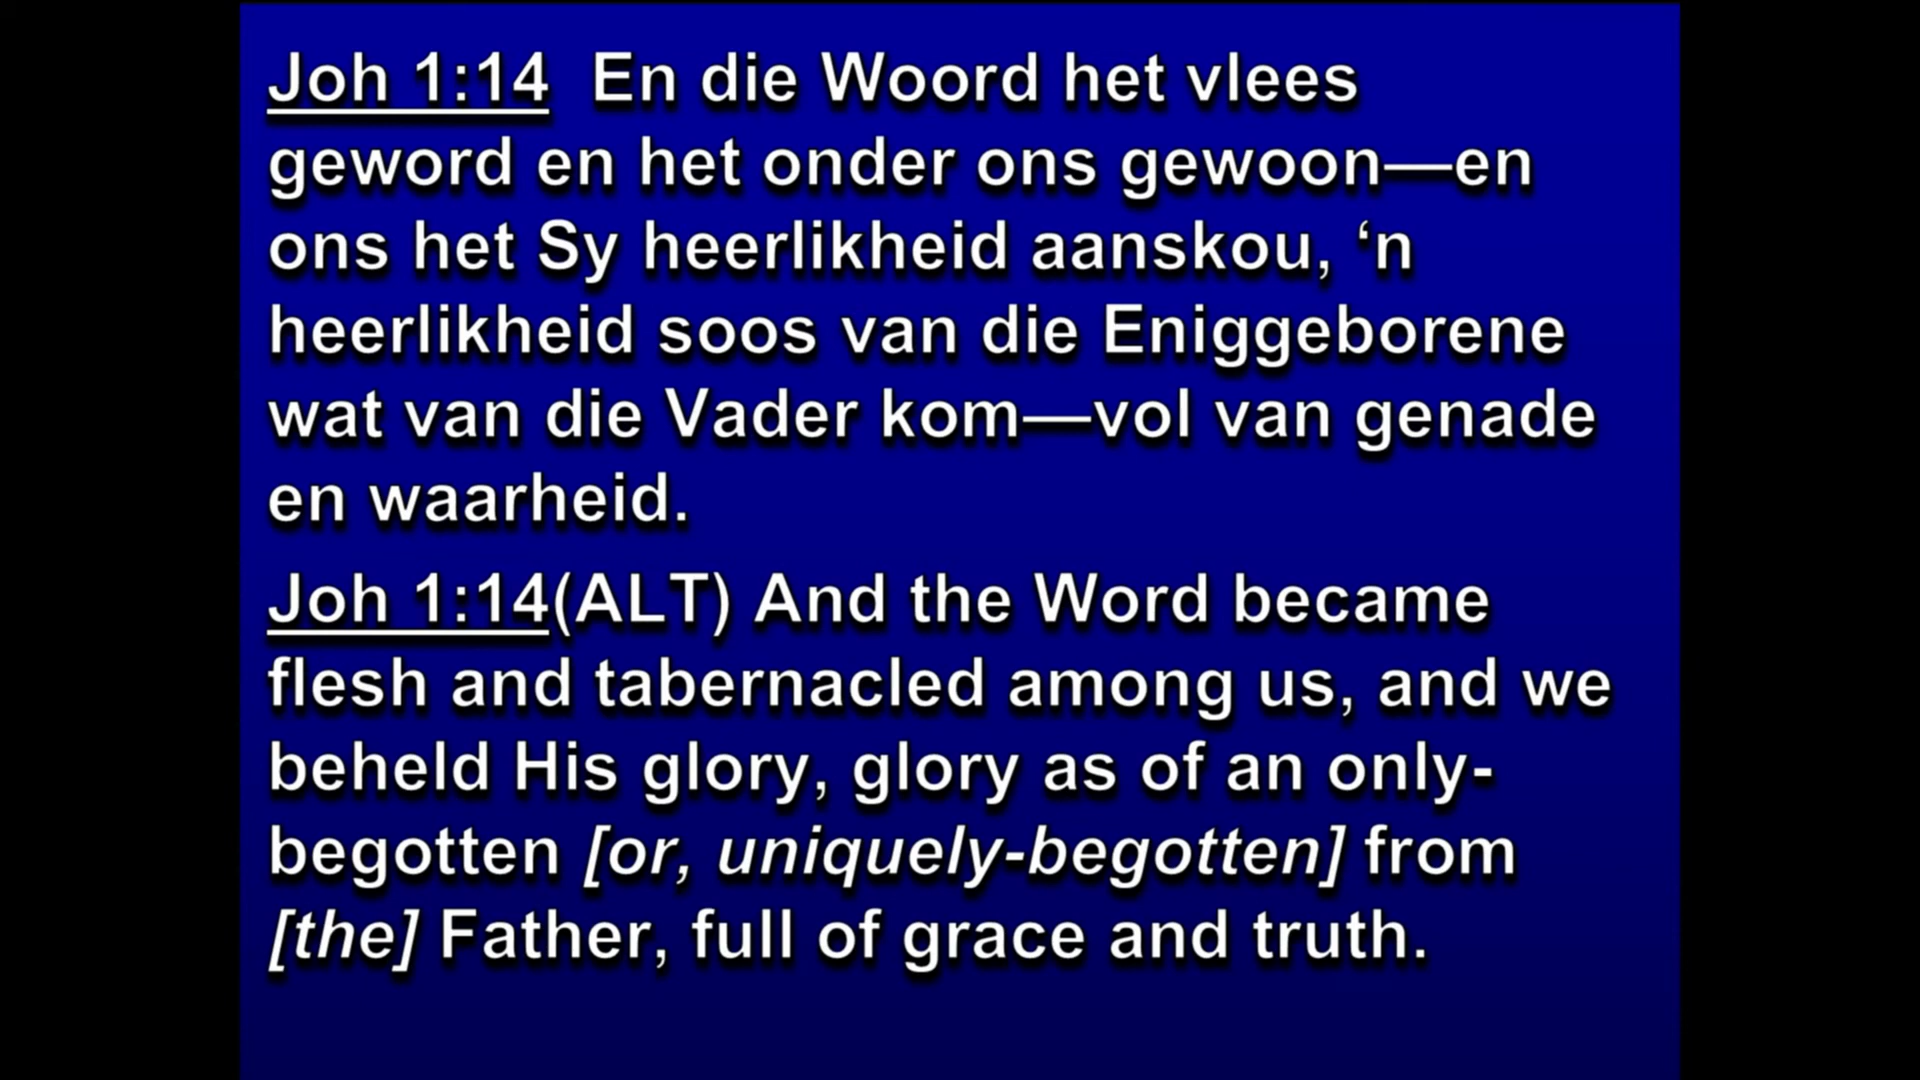 Joh 1:14 En die Woord het vlees
geword en het onder ons gewoon—en
ons het Sy heerlikheid aanskou, ‘n
heerlikheid soos van die Eniggeborene
wat van die Vader kom—vol van genade
en waarheid.
Joh 1:14(ALT) And the Word became
flesh and tabernacled among us, and we
beheld His glory, glory as of an only-
begotten [or, uniquely-begotten] from
[the] Father, full of grace and truth.